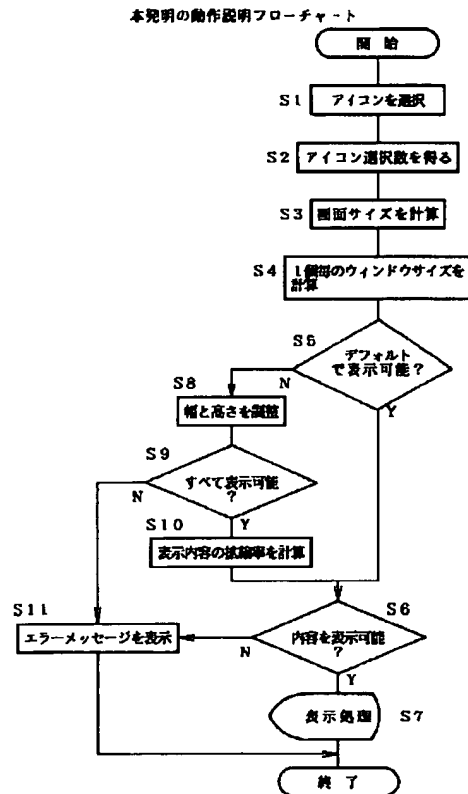 本発明の動作説明フローチャート
開 始
S1
アイコンを選択
S2
アイコン選択数を得る
S3
画面サイズを計算
S4
1個毎のウィンドウサイズを
計算
S5
デフォルト
で表示可能?
N
Y
S8
幅と高さを調整
S9
すべて表示可能
?
N
Y
S10
表示内容の拡縮率を計算
S11
エラーメッセージを表示
S6
内容を表示可能
?
N
Y
表示処理
S7
終 了